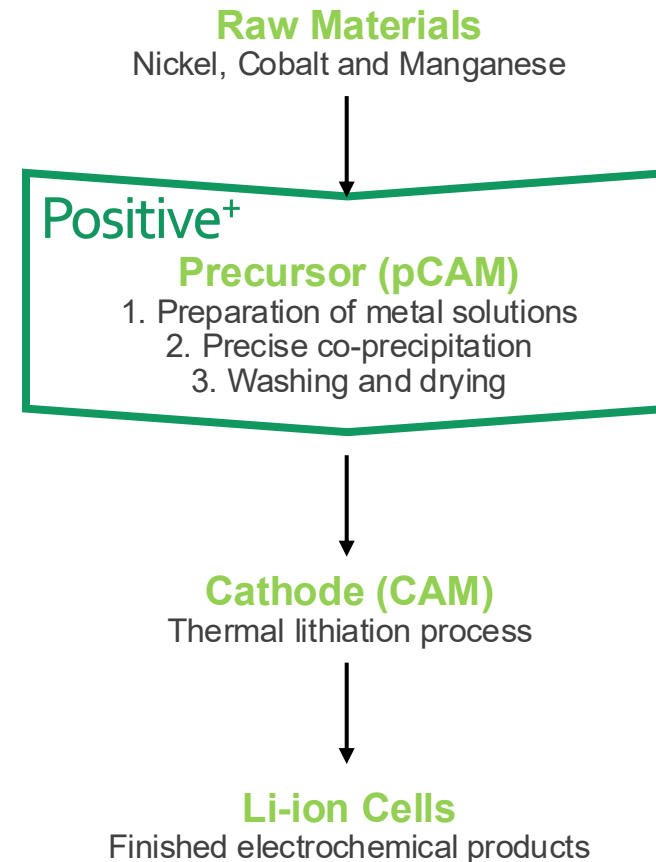 Raw Materials
Nickel, Cobalt and Manganese
Positive⁺
Precursor (pCAM)
1. Preparation of metal solutions
2. Precise co-precipitation
3. Washing and drying
Cathode (CAM)
Thermal lithiation process
Li-ion Cells
Finished electrochemical products